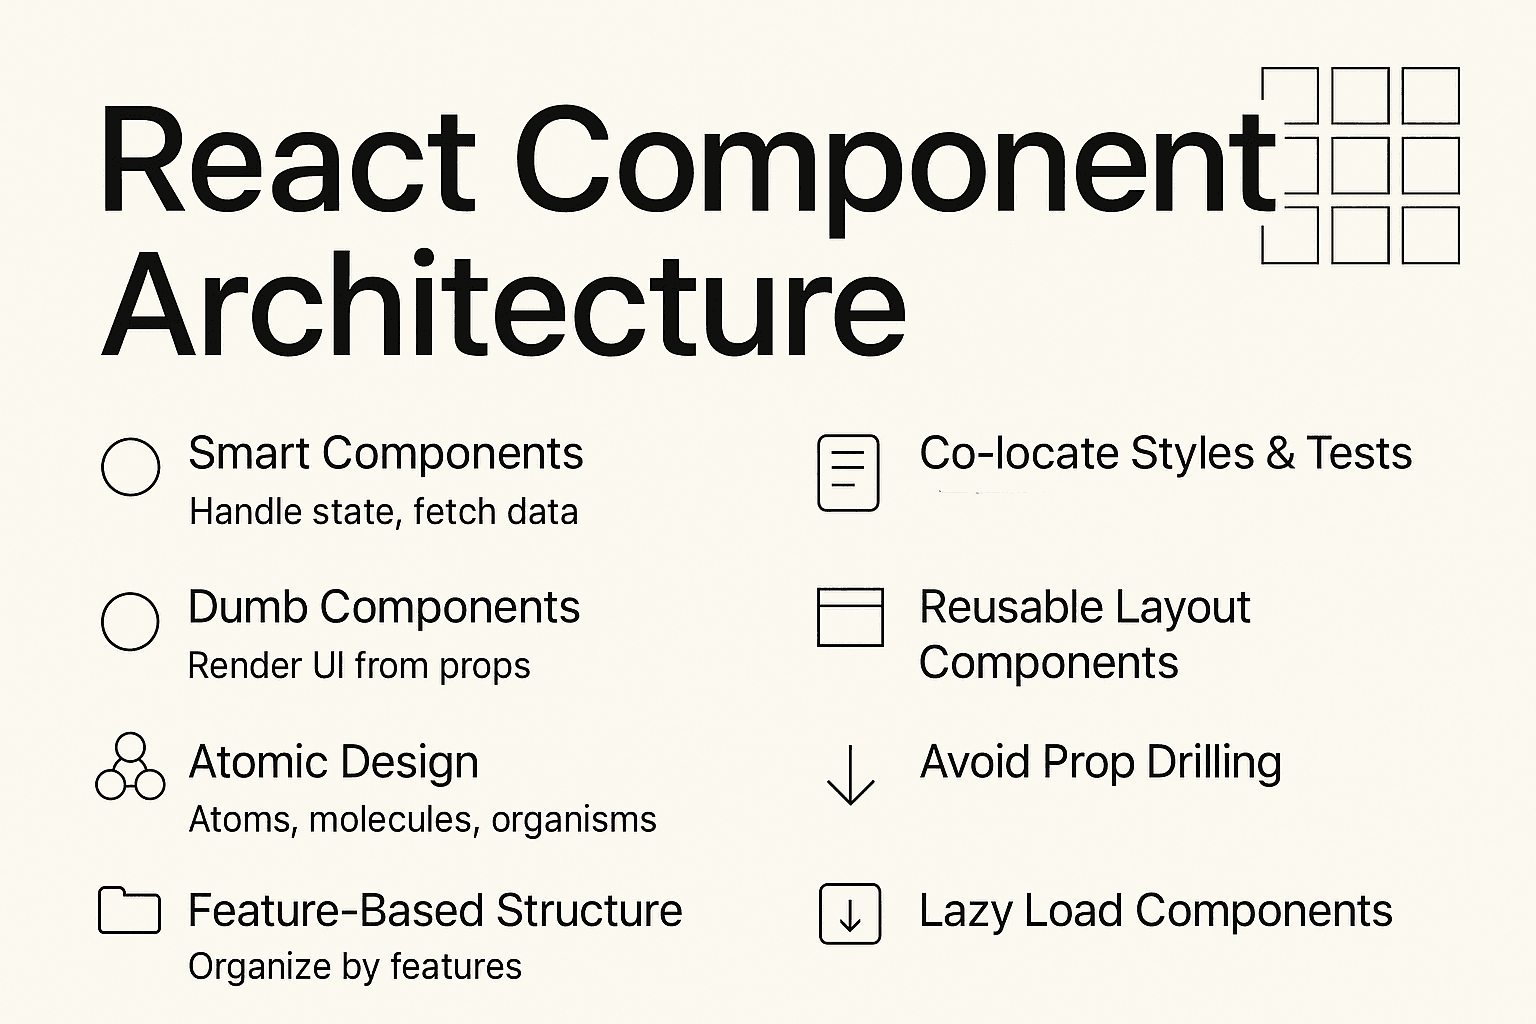 React Component
Architecture
Smart Components
Handle state, fetch data
Dumb Components
Render UI from props
Atomic Design
Atoms, molecules, organisms
Feature-Based Structure
Organize by features
Co-locate Styles & Tests
Reusable Layout
Components
Avoid Prop Drilling
Lazy Load Components